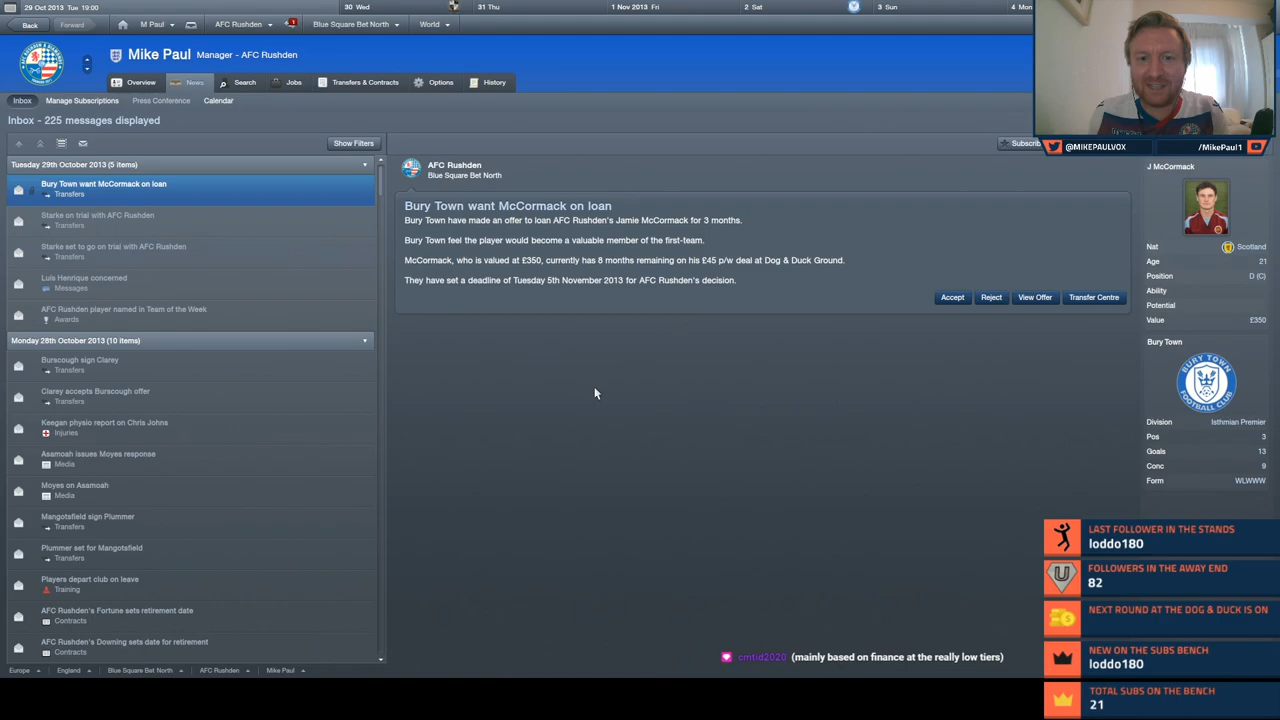 29 Oct 2013 Tue 19:00
30 Wed
31 Thu
1 Nov 2013 Fri
2 Sat
3 Sun
4 Mon
Back
Forward
M Paul
AFC Rushden
1
Blue Square Bet North
World
Mike Paul
Manager - AFC Rushden
Overview
News
Search
Jobs
Transfers & Contracts
Options
History
Inbox
Manage Subscriptions
Press Conference
Calendar
Inbox - 225 messages displayed
Show Filters
Tuesday 29th October 2013 (5 items)
Bury Town want McCormack on loan
Transfers
Starke on trial with AFC Rushden
Transfers
Starke set to go on trial with AFC Rushden
Transfers
Luis Henrique concerned
Messages
AFC Rushden player named in Team of the Week
Awards
Monday 28th October 2013 (10 items)
Burscough sign Clarey
Transfers
Clarey accepts Burscough offer
Transfers
Keegan physio report on Chris Johns
Injuries
Asamoah issues Moyes response
Media
Moyes on Asamoah
Media
Mangotsfield sign Plummer
Transfers
Plummer set for Mangotsfield
Transfers
Players depart club on leave
Training
AFC Rushden's Fortune sets retirement date
Contracts
AFC Rushden's Downing sets date for retirement
Contracts
Europe
England
Blue Square Bet North
AFC Rushden
Mike Paul
AFC Rushden
Blue Square Bet North
Bury Town want McCormack on loan
Bury Town have made an offer to loan AFC Rushden's Jamie McCormack for 3 months.
Bury Town feel the player would become a valuable member of the first-team.
McCormack, who is valued at £350, currently has 8 months remaining on his £45 p/w deal at Dog & Duck Ground.
They have set a deadline of Tuesday 5th November 2013 for AFC Rushden's decision.
Accept
Reject
View Offer
Transfer Centre
@MIKEPAULVOX
/MikePaul1
J McCormack
Nat Scotland
Age 21
Position D (C)
Ability
Potential
Value £350
Bury Town
BURY TOWN
FOOTBALL CLUB
Division Isthmian Premier
Pos 3
Goals 13
Conc 9
Form WLWWW
LAST FOLLOWER IN THE STANDS
loddo180
FOLLOWERS IN THE AWAY END
82
NEXT ROUND AT THE DOG & DUCK IS ON
NEW ON THE SUBS BENCH
loddo180
TOTAL SUBS ON THE BENCH
21
cmtid2020 (mainly based on finance at the really low tiers)